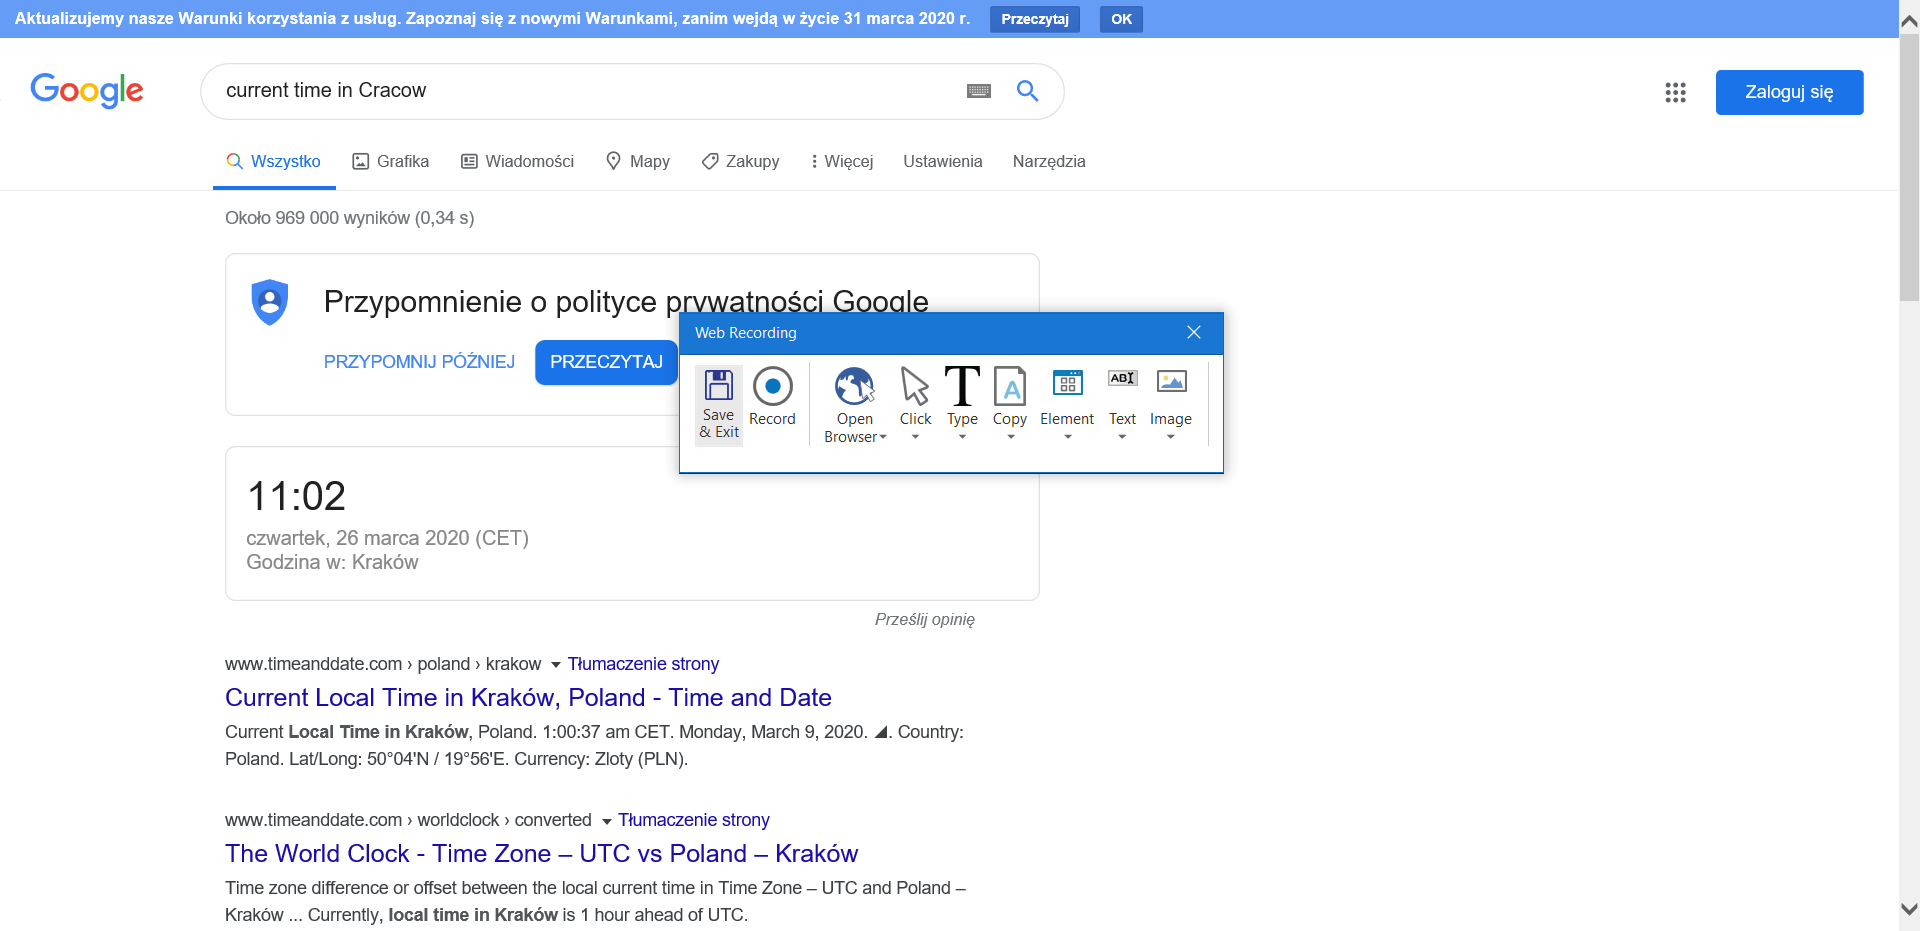 Aktualizujemy nasze Warunki korzystania z usług. Zapoznaj się z nowymi Warunkami, zanim wejdą w życie 31 marca 2020 r. Przeczytaj OK
Google current time in Cracow Zaloguj się
Wszystko Grafika Wiadomości Mapy Zakupy Więcej Ustawienia Narzędzia
Około 969 000 wyników (0,34 s)
Przypomnienie o polityce prywatności Google
PRZYPOMNIJ PÓŹNIEJ PRZECZYTAJ
Web Recording
Save & Exit
Record
Open Browser
Click
Type
Copy
Element
ABI
Text
Image
11:02
czwartek, 26 marca 2020 (CET)
Godzina w: Kraków
Prześlij opinię
www.timeanddate.com › poland › krakow Tłumaczenie strony
Current Local Time in Kraków, Poland - Time and Date
Current Local Time in Kraków, Poland. 1:00:37 am CET. Monday, March 9, 2020. ◢. Country:
Poland. Lat/Long: 50°04'N / 19°56'E. Currency: Zloty (PLN).
www.timeanddate.com › worldclock › converted Tłumaczenie strony
The World Clock - Time Zone – UTC vs Poland – Kraków
Time zone difference or offset between the local current time in Time Zone – UTC and Poland –
Kraków ... Currently, local time in Kraków is 1 hour ahead of UTC.